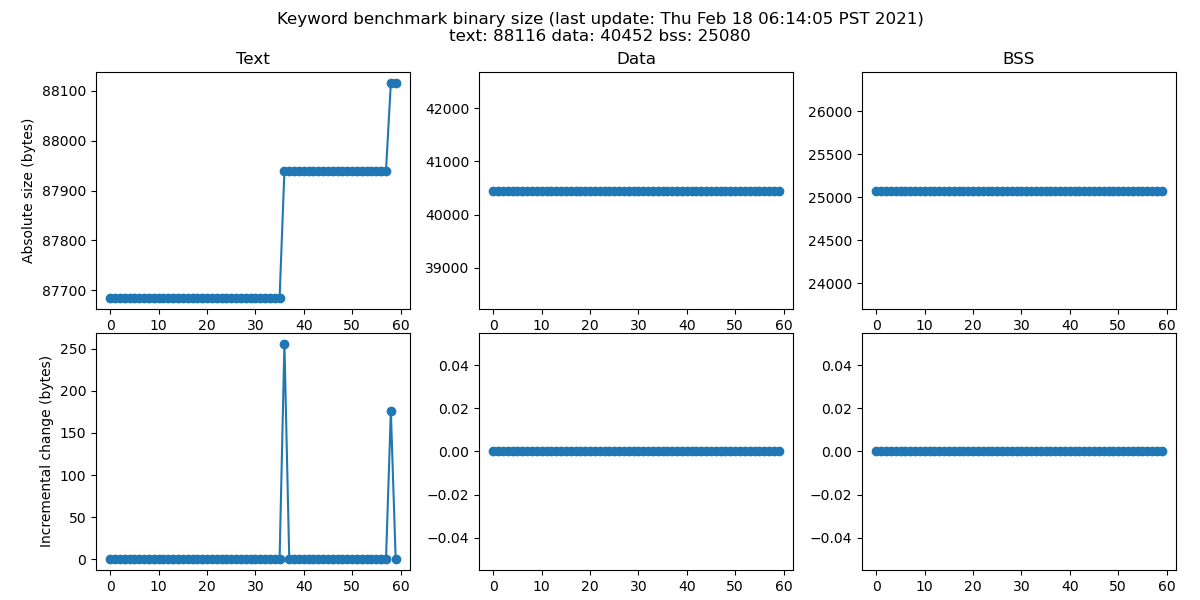 Keyword benchmark binary size (last update: Thu Feb 18 06:14:05 PST 2021)
text: 88116 data: 40452 bss: 25080
Text
Absolute size (bytes)
88100
88000
87900
87800
87700
0 10 20 30 40 50 60
Data
42000
41000
40000
39000
0 10 20 30 40 50 60
BSS
26000
25500
25000
24500
24000
0 10 20 30 40 50 60
Incremental change (bytes)
250
200
150
100
50
0
0 10 20 30 40 50 60
0.04
0.02
0.00
−0.02
−0.04
0 10 20 30 40 50 60
0.04
0.02
0.00
−0.02
−0.04
0 10 20 30 40 50 60